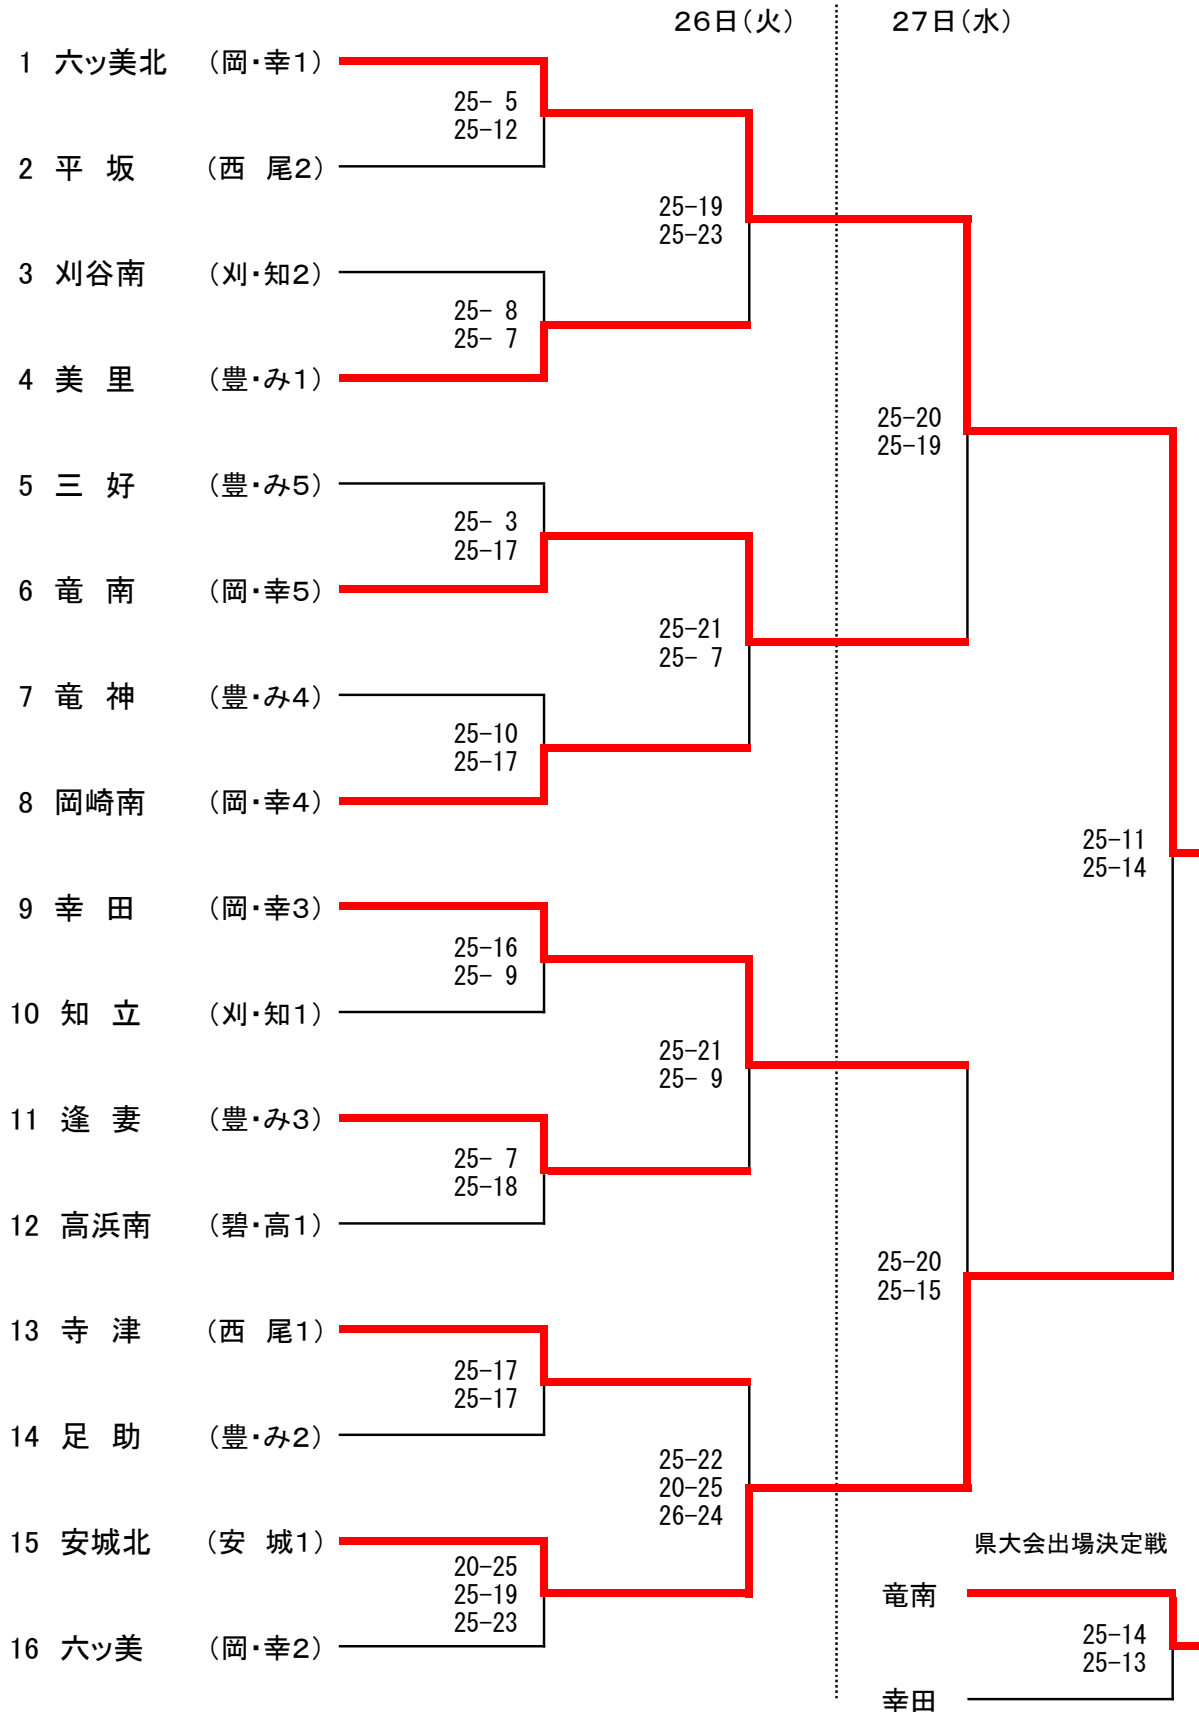 26日(火) 27日(水)
1 六ッ美北 (岡・幸1)
25- 5
25-12
2 平 坂 (西 尾2)
25-19
25-23
3 刈谷南 (刈・知2)
25- 8
25- 7
4 美 里 (豊・み1)
25-20
25-19
5 三 好 (豊・み5)
25- 3
25-17
6 竜 南 (岡・幸5)
25-21
25- 7
7 竜 神 (豊・み4)
25-10
25-17
8 岡崎南 (岡・幸4)
25-11
25-14
9 幸 田 (岡・幸3)
25-16
25- 9
10 知 立 (刈・知1)
25-21
25- 9
11 逢 妻 (豊・み3)
25- 7
25-18
12 高浜南 (碧・高1)
25-20
25-15
13 寺 津 (西 尾1)
25-17
25-17
14 足 助 (豊・み2)
25-22
20-25
26-24
15 安城北 (安 城1)
20-25
25-19
25-23
16 六ッ美 (岡・幸2)
県大会出場決定戦
竜南
25-14
25-13
幸田